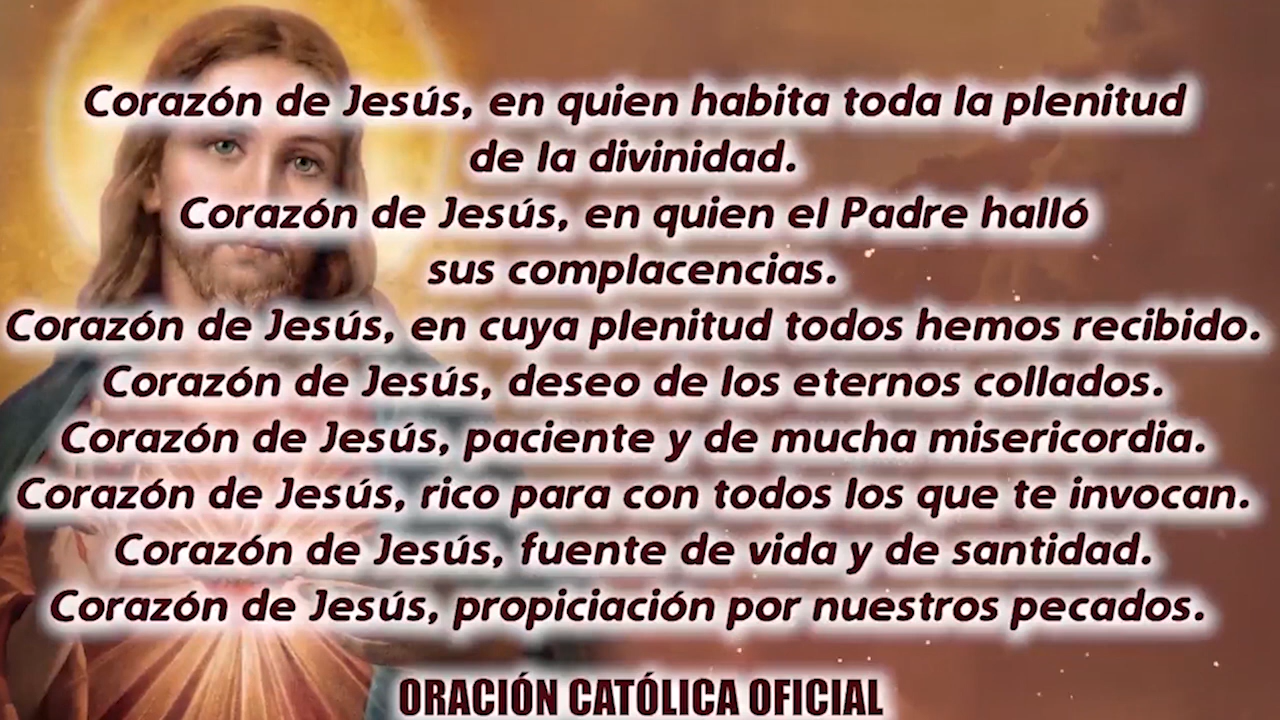 Corazón de Jesús, en quien habita toda la plenitud
de la divinidad.
Corazón de Jesús, en quien el Padre halló
sus complacencias.
Corazón de Jesús, en cuya plenitud todos hemos recibido.
Corazón de Jesús, deseo de los eternos collados.
Corazón de Jesús, paciente y de mucha misericordia.
Corazón de Jesús, rico para con todos los que te invocan.
Corazón de Jesús, fuente de vida y de santidad.
Corazón de Jesús, propiciación por nuestros pecados.
ORACIÓN CATÓLICA OFICIAL